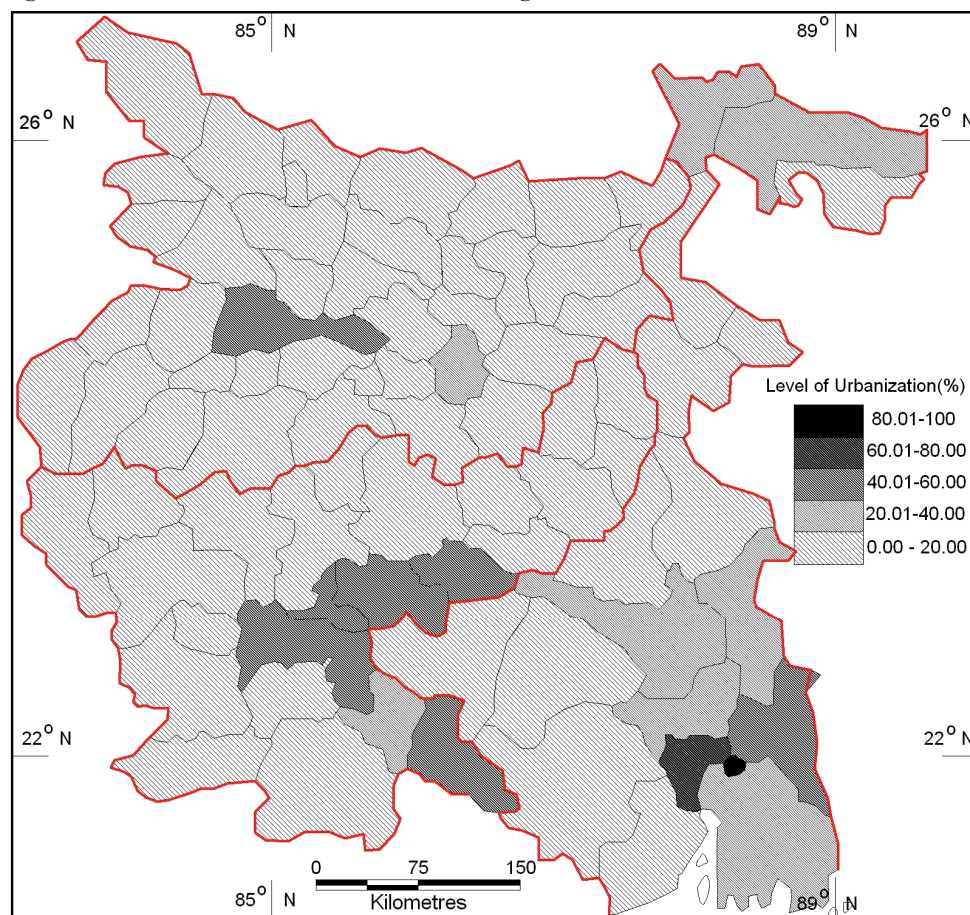 85° N
89° N
26° N
26° N
Level of Urbanization(%)
80.01-100
60.01-80.00
40.01-60.00
20.01-40.00
0.00 - 20.00
22° N
22° N
0 75 150
Kilometres
85° N
89° N